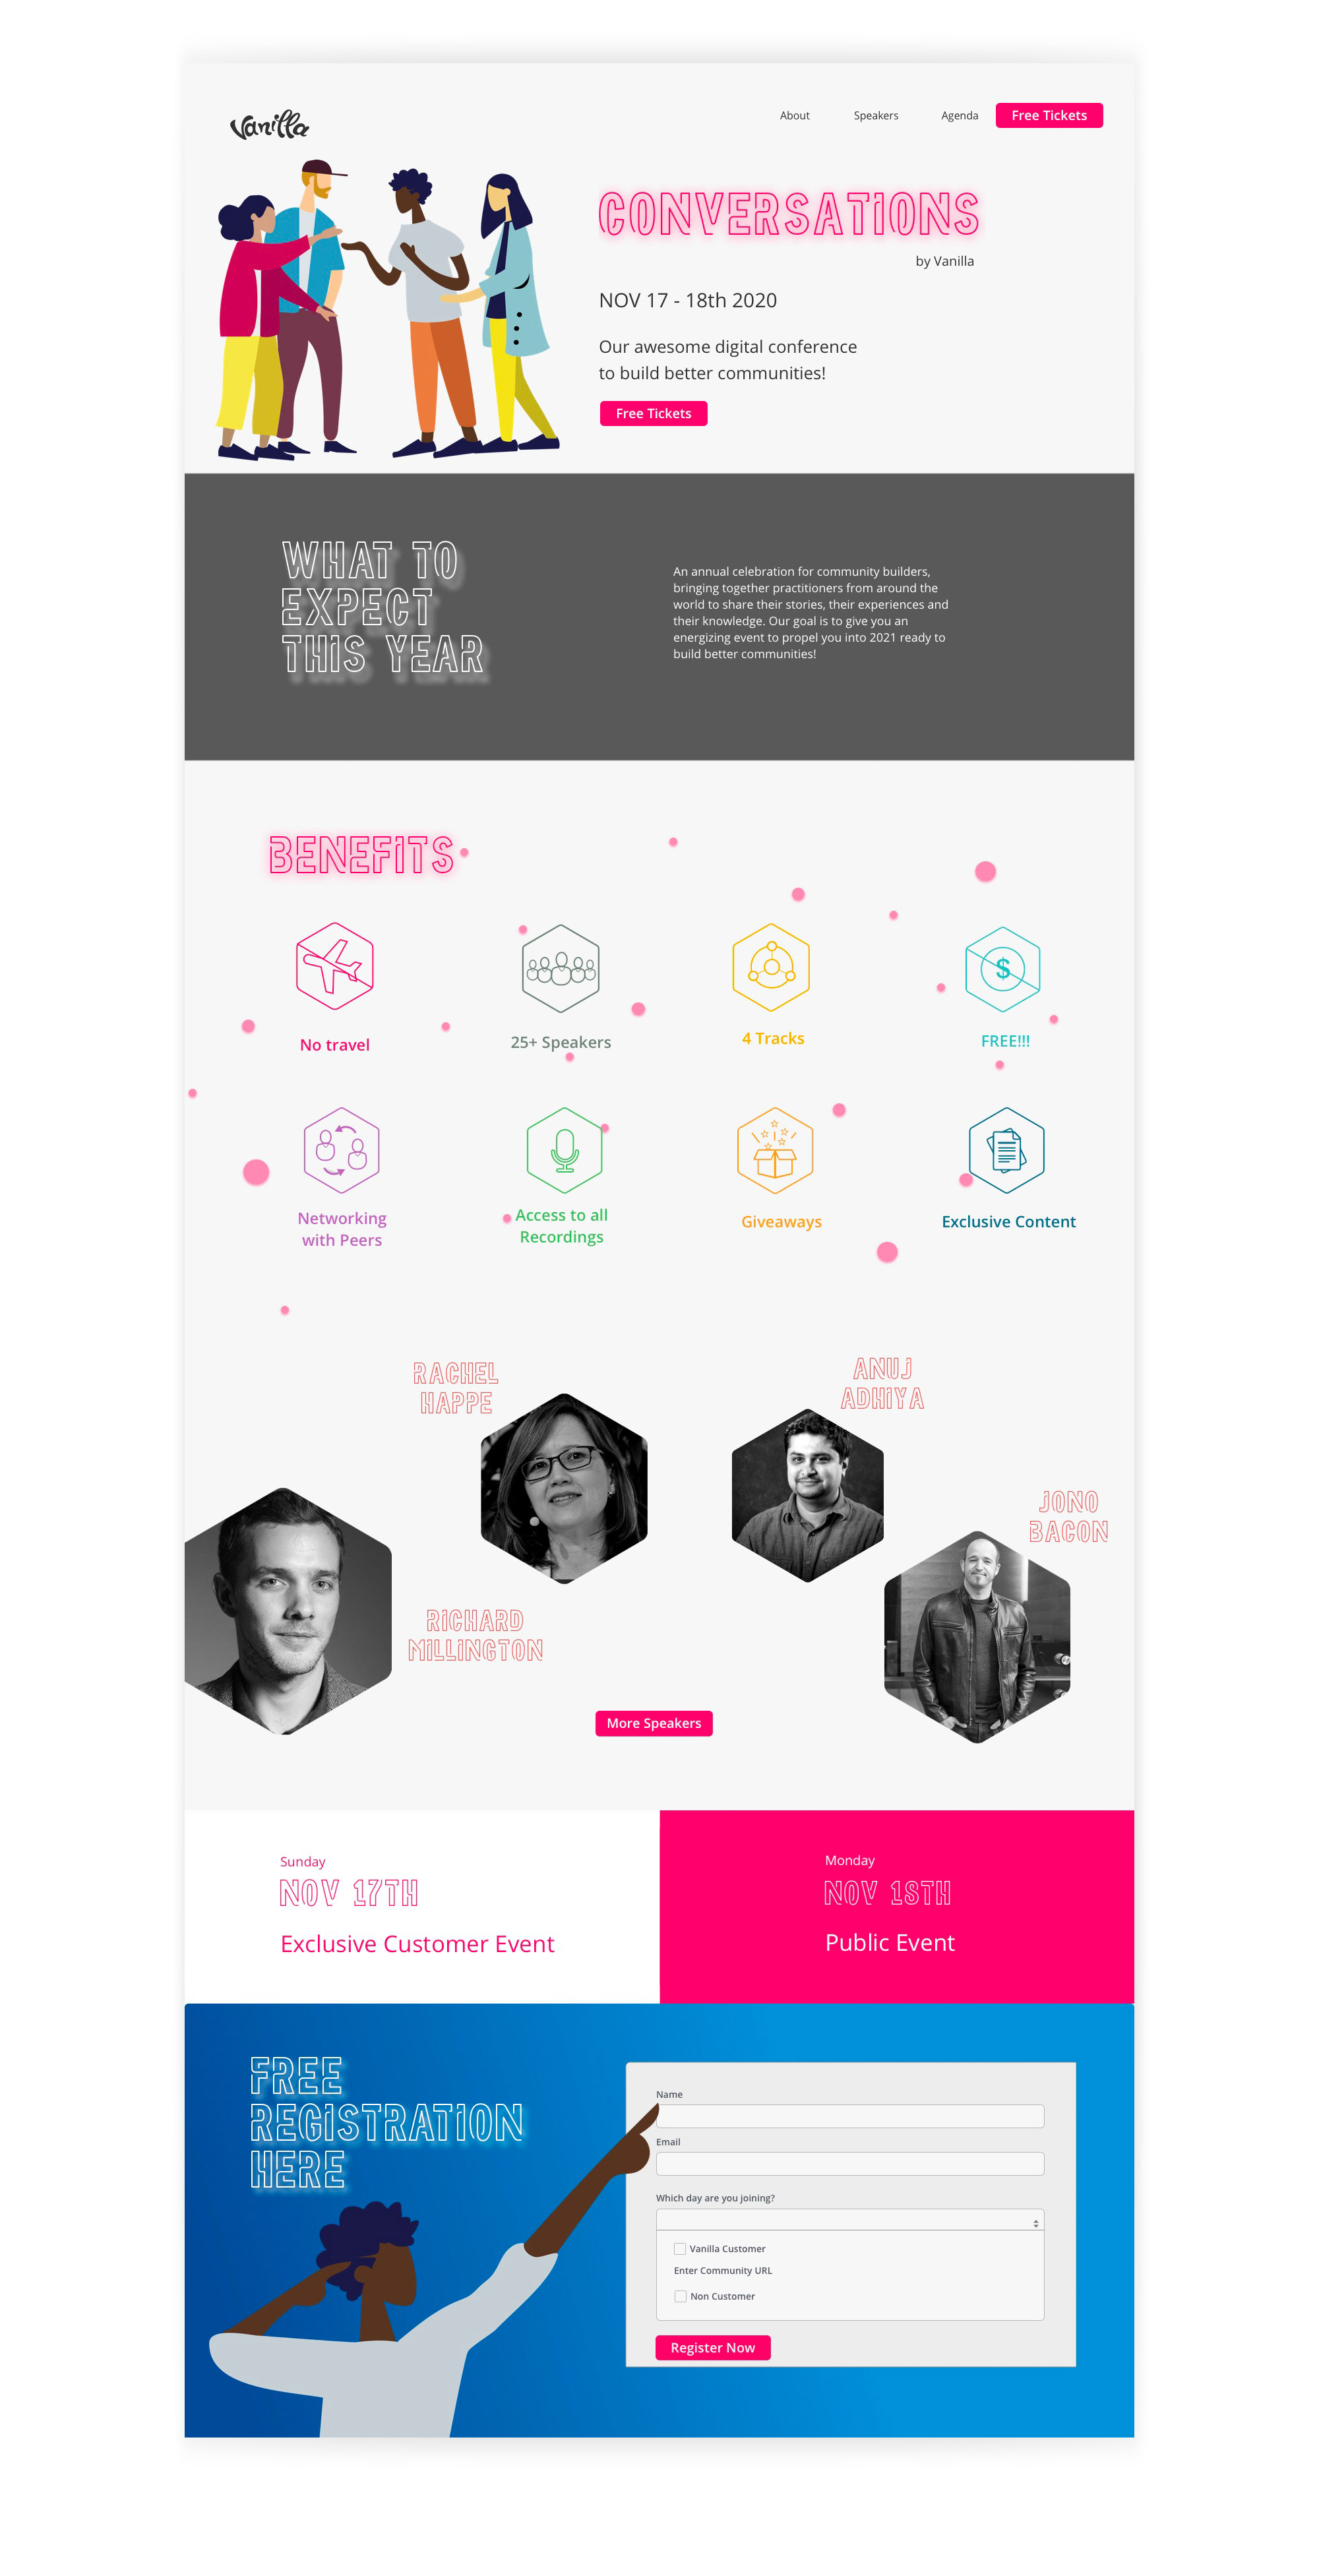 Vanilla
About Speakers Agenda Free Tickets
CONVERSATiONS
by Vanilla
NOV 17 - 18th 2020
Our awesome digital conference
to build better communities!
Free Tickets
WHAT TO
EXPECT
THiS YEAR
An annual celebration for community builders,
bringing together practitioners from around the
world to share their stories, their experiences and
their knowledge. Our goal is to give you an
energizing event to propel you into 2021 ready to
build better communities!
BENEFiTS
$
No travel
25+ Speakers
4 Tracks
FREE!!!
Networking
with Peers
Access to all
Recordings
Giveaways
Exclusive Content
RACHEL
HAPPE
ANUJ
ADHiYA
JONO
BACON
RiCHARD
MiLLiNGTON
More Speakers
Sunday
NOV 17TH
Exclusive Customer Event
Monday
NOV 18TH
Public Event
FREE
REGiSTRATiON
HERE
Name
Email
Which day are you joining?
Vanilla Customer
Enter Community URL
Non Customer
Register Now